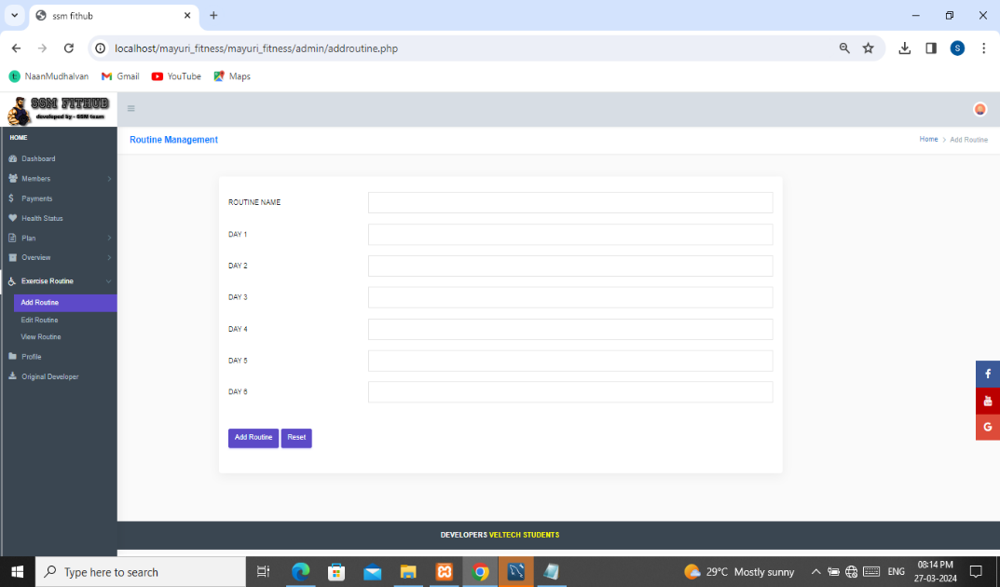 ssm fithub
localhost/mayuri_fitness/mayuri_fitness/admin/addroutine.php
S
t NaanMudhalvan Gmail YouTube Maps
SSM FITHUB
developed by - SSM team
HOME
Routine Management
Home > Add Routine
Dashboard
Members
Payments
Health Status
Plan
Overview
Exercise Routine
Add Routine
Edit Routine
View Routine
Profile
Original Developer
ROUTINE NAME
DAY 1
DAY 2
DAY 3
DAY 4
DAY 5
DAY 6
Add Routine Reset
DEVELOPERS VELTECH STUDENTS
Type here to search
29°C Mostly sunny
ENG
08:14 PM
27-03-2024